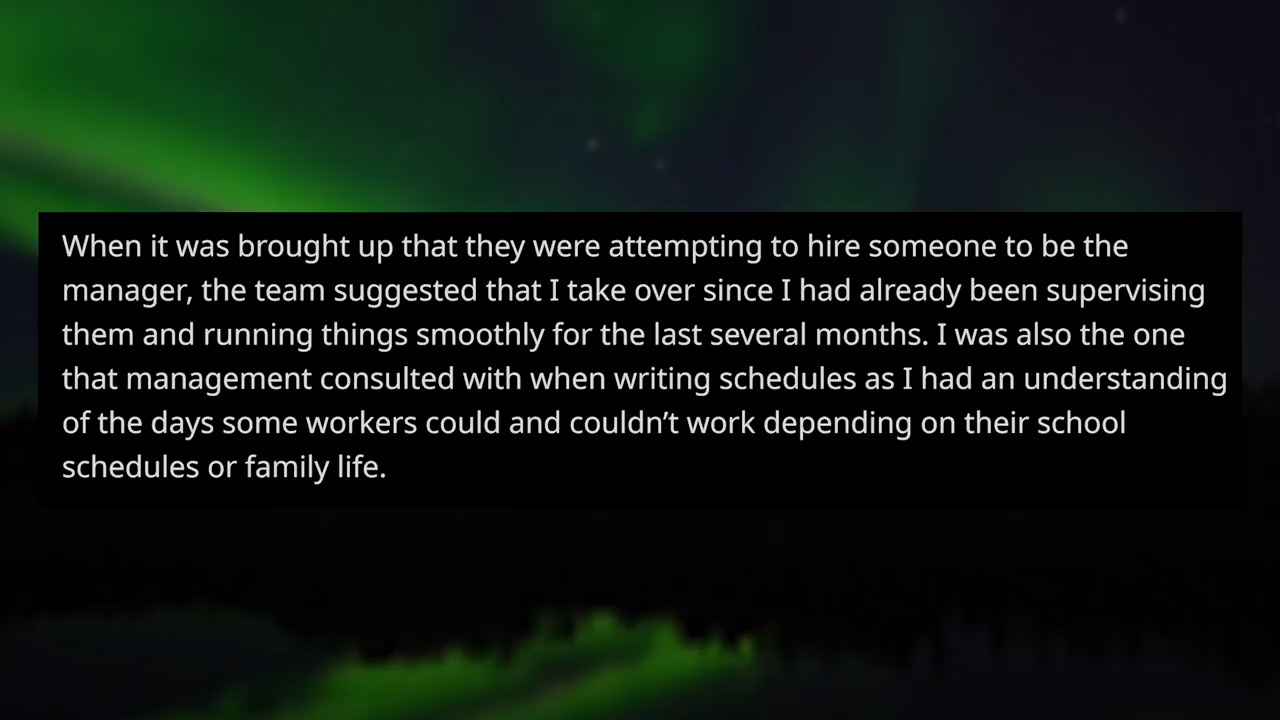 When it was brought up that they were attempting to hire someone to be the
manager, the team suggested that I take over since I had already been supervising
them and running things smoothly for the last several months. I was also the one
that management consulted with when writing schedules as I had an understanding
of the days some workers could and couldn’t work depending on their school
schedules or family life.